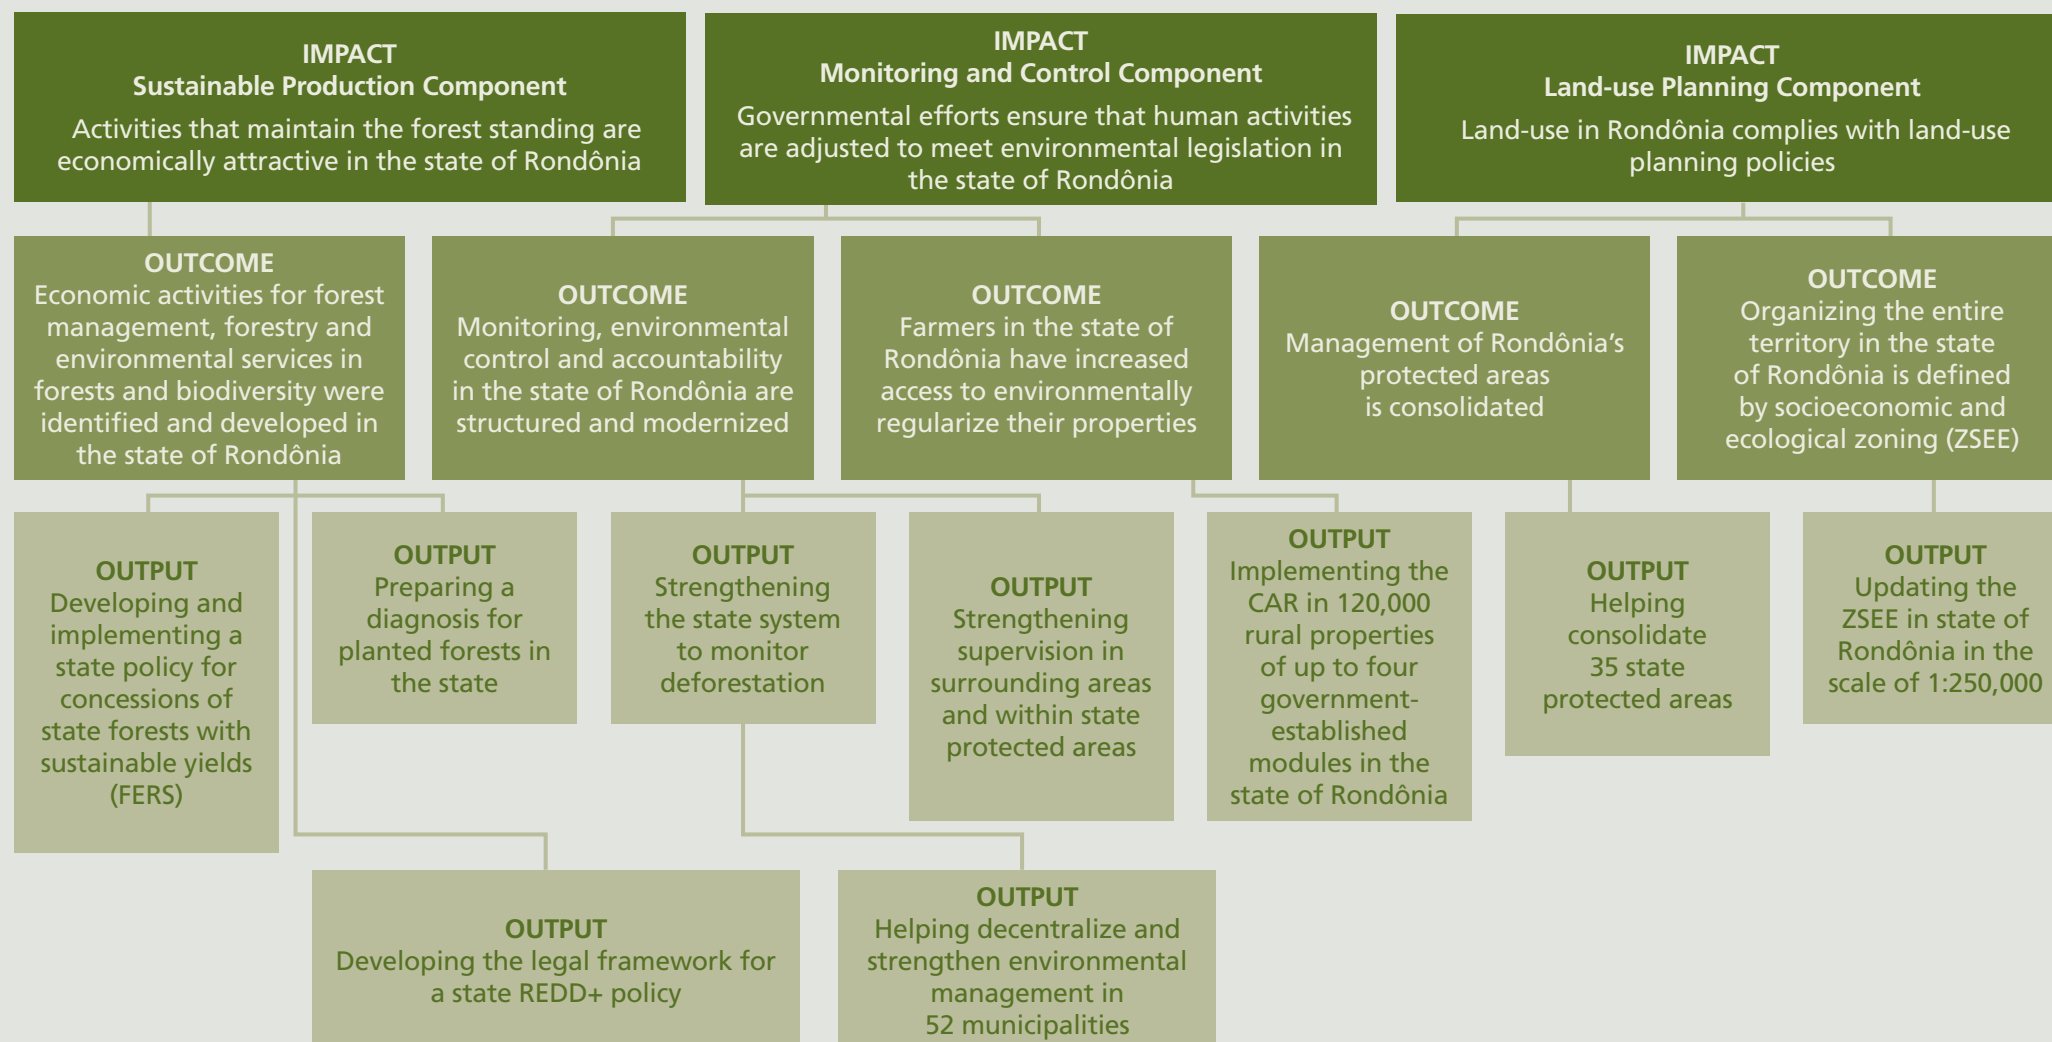 IMPACT
Sustainable Production Component
Activities that maintain the forest standing are
economically attractive in the state of Rondônia
IMPACT
Monitoring and Control Component
Governmental efforts ensure that human activities
are adjusted to meet environmental legislation in
the state of Rondônia
IMPACT
Land-use Planning Component
Land-use in Rondônia complies with land-use
planning policies
OUTCOME
Economic activities for forest
management, forestry and
environmental services in
forests and biodiversity were
identified and developed in
the state of Rondônia
OUTCOME
Monitoring, environmental
control and accountability
in the state of Rondônia are
structured and modernized
OUTCOME
Farmers in the state of
Rondônia have increased
access to environmentally
regularize their properties
OUTCOME
Management of Rondônia’s
protected areas
is consolidated
OUTCOME
Organizing the entire
territory in the state
of Rondônia is defined
by socioeconomic and
ecological zoning (ZSEE)
OUTPUT
Developing and
implementing a
state policy for
concessions of
state forests with
sustainable yields
(FERS)
OUTPUT
Preparing a
diagnosis for
planted forests in
the state
OUTPUT
Strengthening
the state system
to monitor
deforestation
OUTPUT
Strengthening
supervision in
surrounding areas
and within state
protected areas
OUTPUT
Implementing the
CAR in 120,000
rural properties
of up to four
government-
established
modules in the
state of Rondônia
OUTPUT
Helping
consolidate
35 state
protected areas
OUTPUT
Updating the
ZSEE in state of
Rondônia in the
scale of 1:250,000
OUTPUT
Developing the legal framework for
a state REDD+ policy
OUTPUT
Helping decentralize and
strengthen environmental
management in
52 municipalities